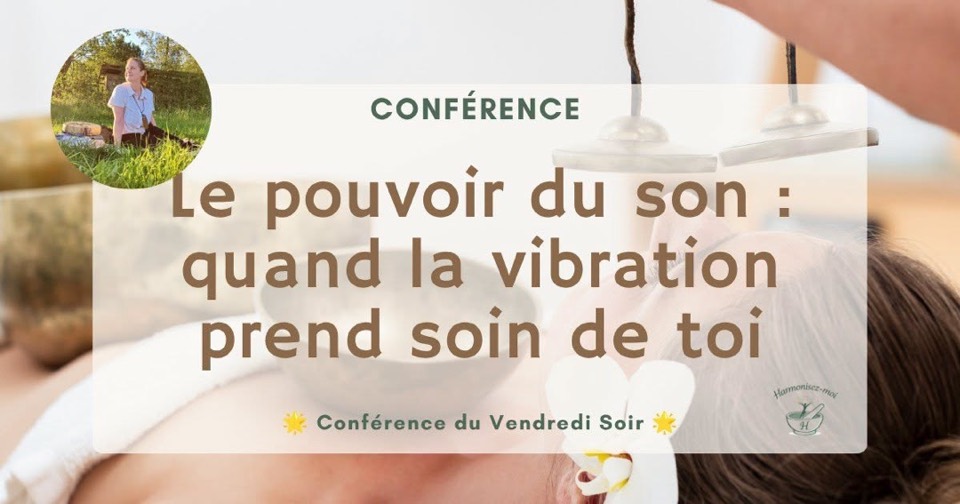 CONFÉRENCE
Le pouvoir du son :
quand la vibration
prend soin de toi
🌟 Conférence du Vendredi Soir 🌟
Harmonisez-moi
H